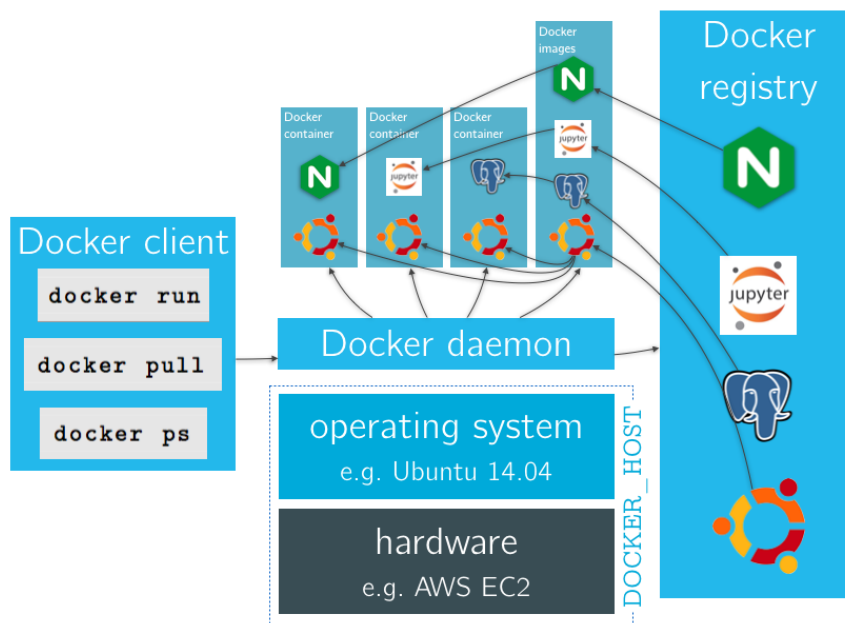 Docker
images
Docker
registry
N
Docker
container
Docker
container
Docker
container
N
jupyter
jupyter
N
Docker client
docker run
docker pull
docker ps
jupyter
Docker daemon
operating system
e.g. Ubuntu 14.04
hardware
e.g. AWS EC2
DOCKER_HOST